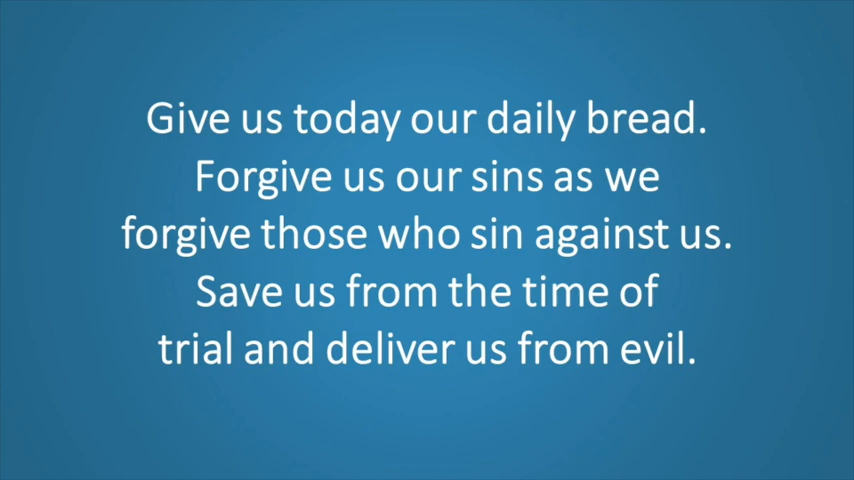 Give us today our daily bread.
Forgive us our sins as we
forgive those who sin against us.
Save us from the time of
trial and deliver us from evil.